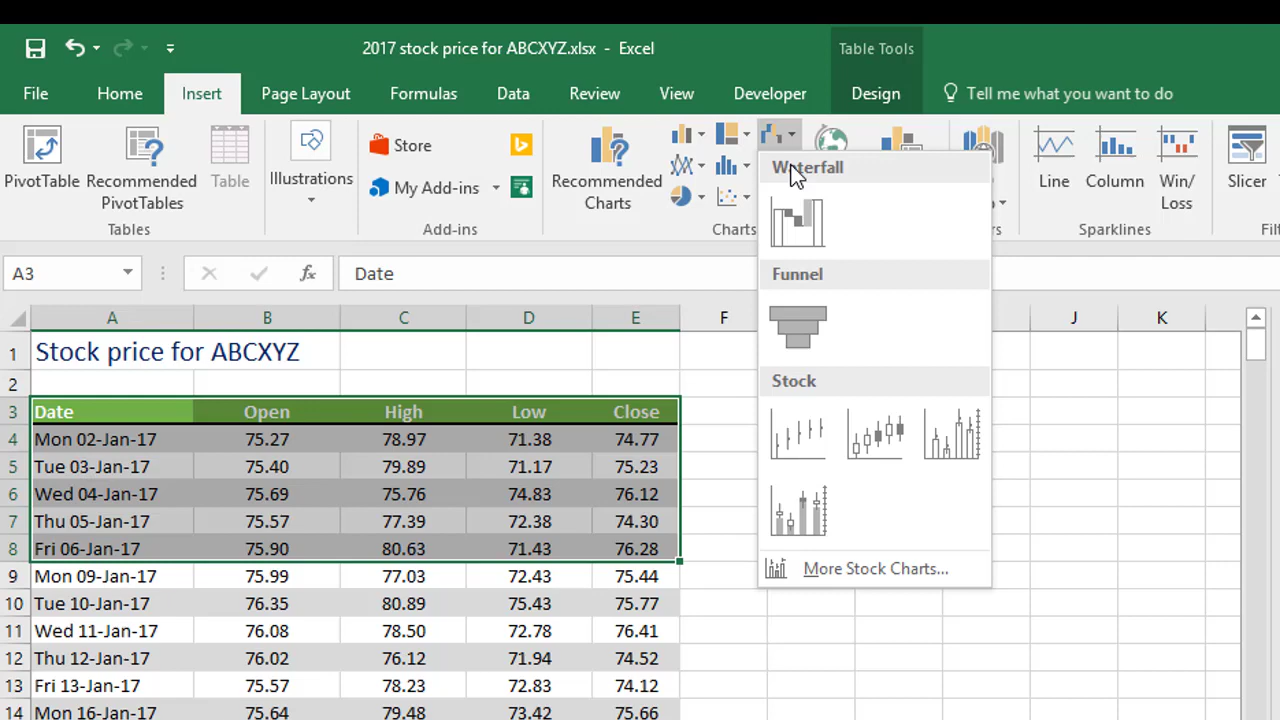 2017 stock price for ABCXYZ.xlsx - Excel
Table Tools
File Home Insert Page Layout Formulas Data Review View Developer Design Tell me what you want to do
PivotTable
Recommended
PivotTables
Table
Tables
Illustrations
Store
My Add-ins
Add-ins
Recommended
Charts
Charts
Line
Column
Win/
Loss
Sparklines
Slicer
Waterfall
Funnel
Stock
More Stock Charts...
A3 fx Date
A B C D E F J K
1 Stock price for ABCXYZ
2
3 Date Open High Low Close
4 Mon 02-Jan-17 75.27 78.97 71.38 74.77
5 Tue 03-Jan-17 75.40 79.89 71.17 75.23
6 Wed 04-Jan-17 75.69 75.76 74.83 76.12
7 Thu 05-Jan-17 75.57 77.39 72.38 74.30
8 Fri 06-Jan-17 75.90 80.63 71.43 76.28
9 Mon 09-Jan-17 75.99 77.03 72.43 75.44
10 Tue 10-Jan-17 76.35 80.89 75.43 75.77
11 Wed 11-Jan-17 76.08 78.50 72.78 76.41
12 Thu 12-Jan-17 76.02 76.12 71.94 74.52
13 Fri 13-Jan-17 75.57 78.23 72.83 74.12
14 Mon 16-Jan-17 75.64 79.48 73.42 75.66